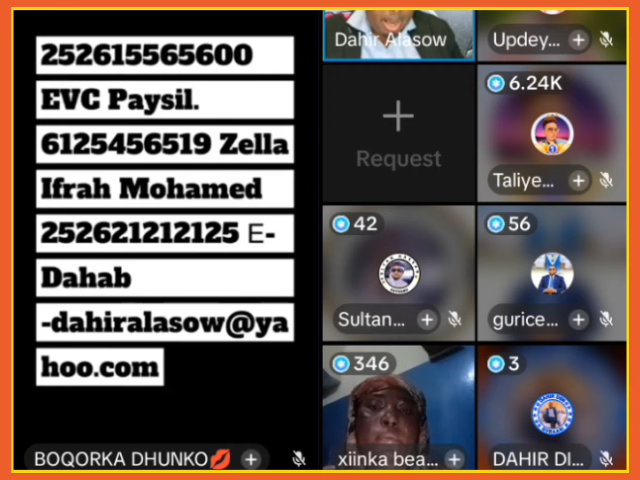 252615565600
EVC Paysil.
6125456519 Zella
Ifrah Mohamed
252621212125 E-
Dahab
-dahiralasow@ya
hoo.com
BOQORKA DHUNKO💋 +
Dahir Alasow
Updey... +
+
Request
6.24K
Taliye... +
42
Sultan... +
56
gurice... +
346
xiinka bea... +
3
DAHIR DI... +